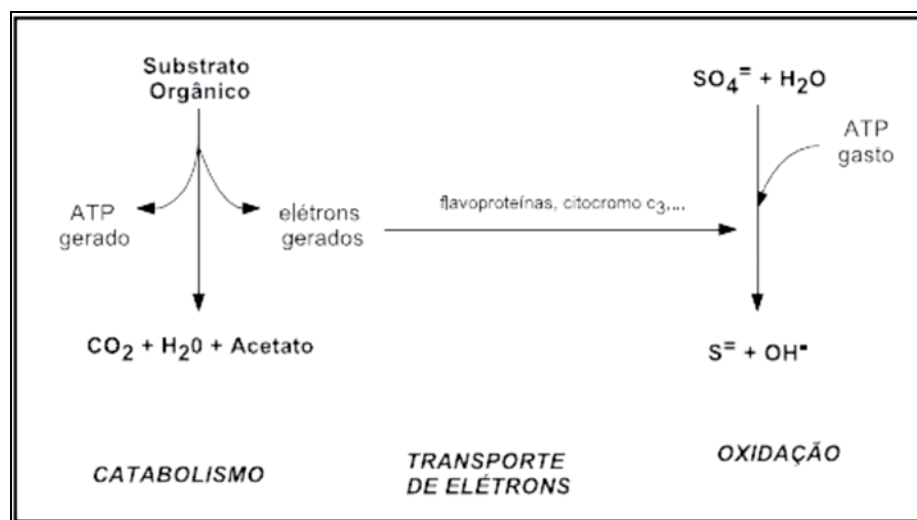 Substrato
Orgânico
SO4= + H2O
ATP
gasto
ATP
gerado
elétrons
gerados
flavoproteínas, citocromo c3,...
CO2 + H20 + Acetato
S= + OH-
CATABOLISMO
TRANSPORTE
DE ELÉTRONS
OXIDAÇÃO